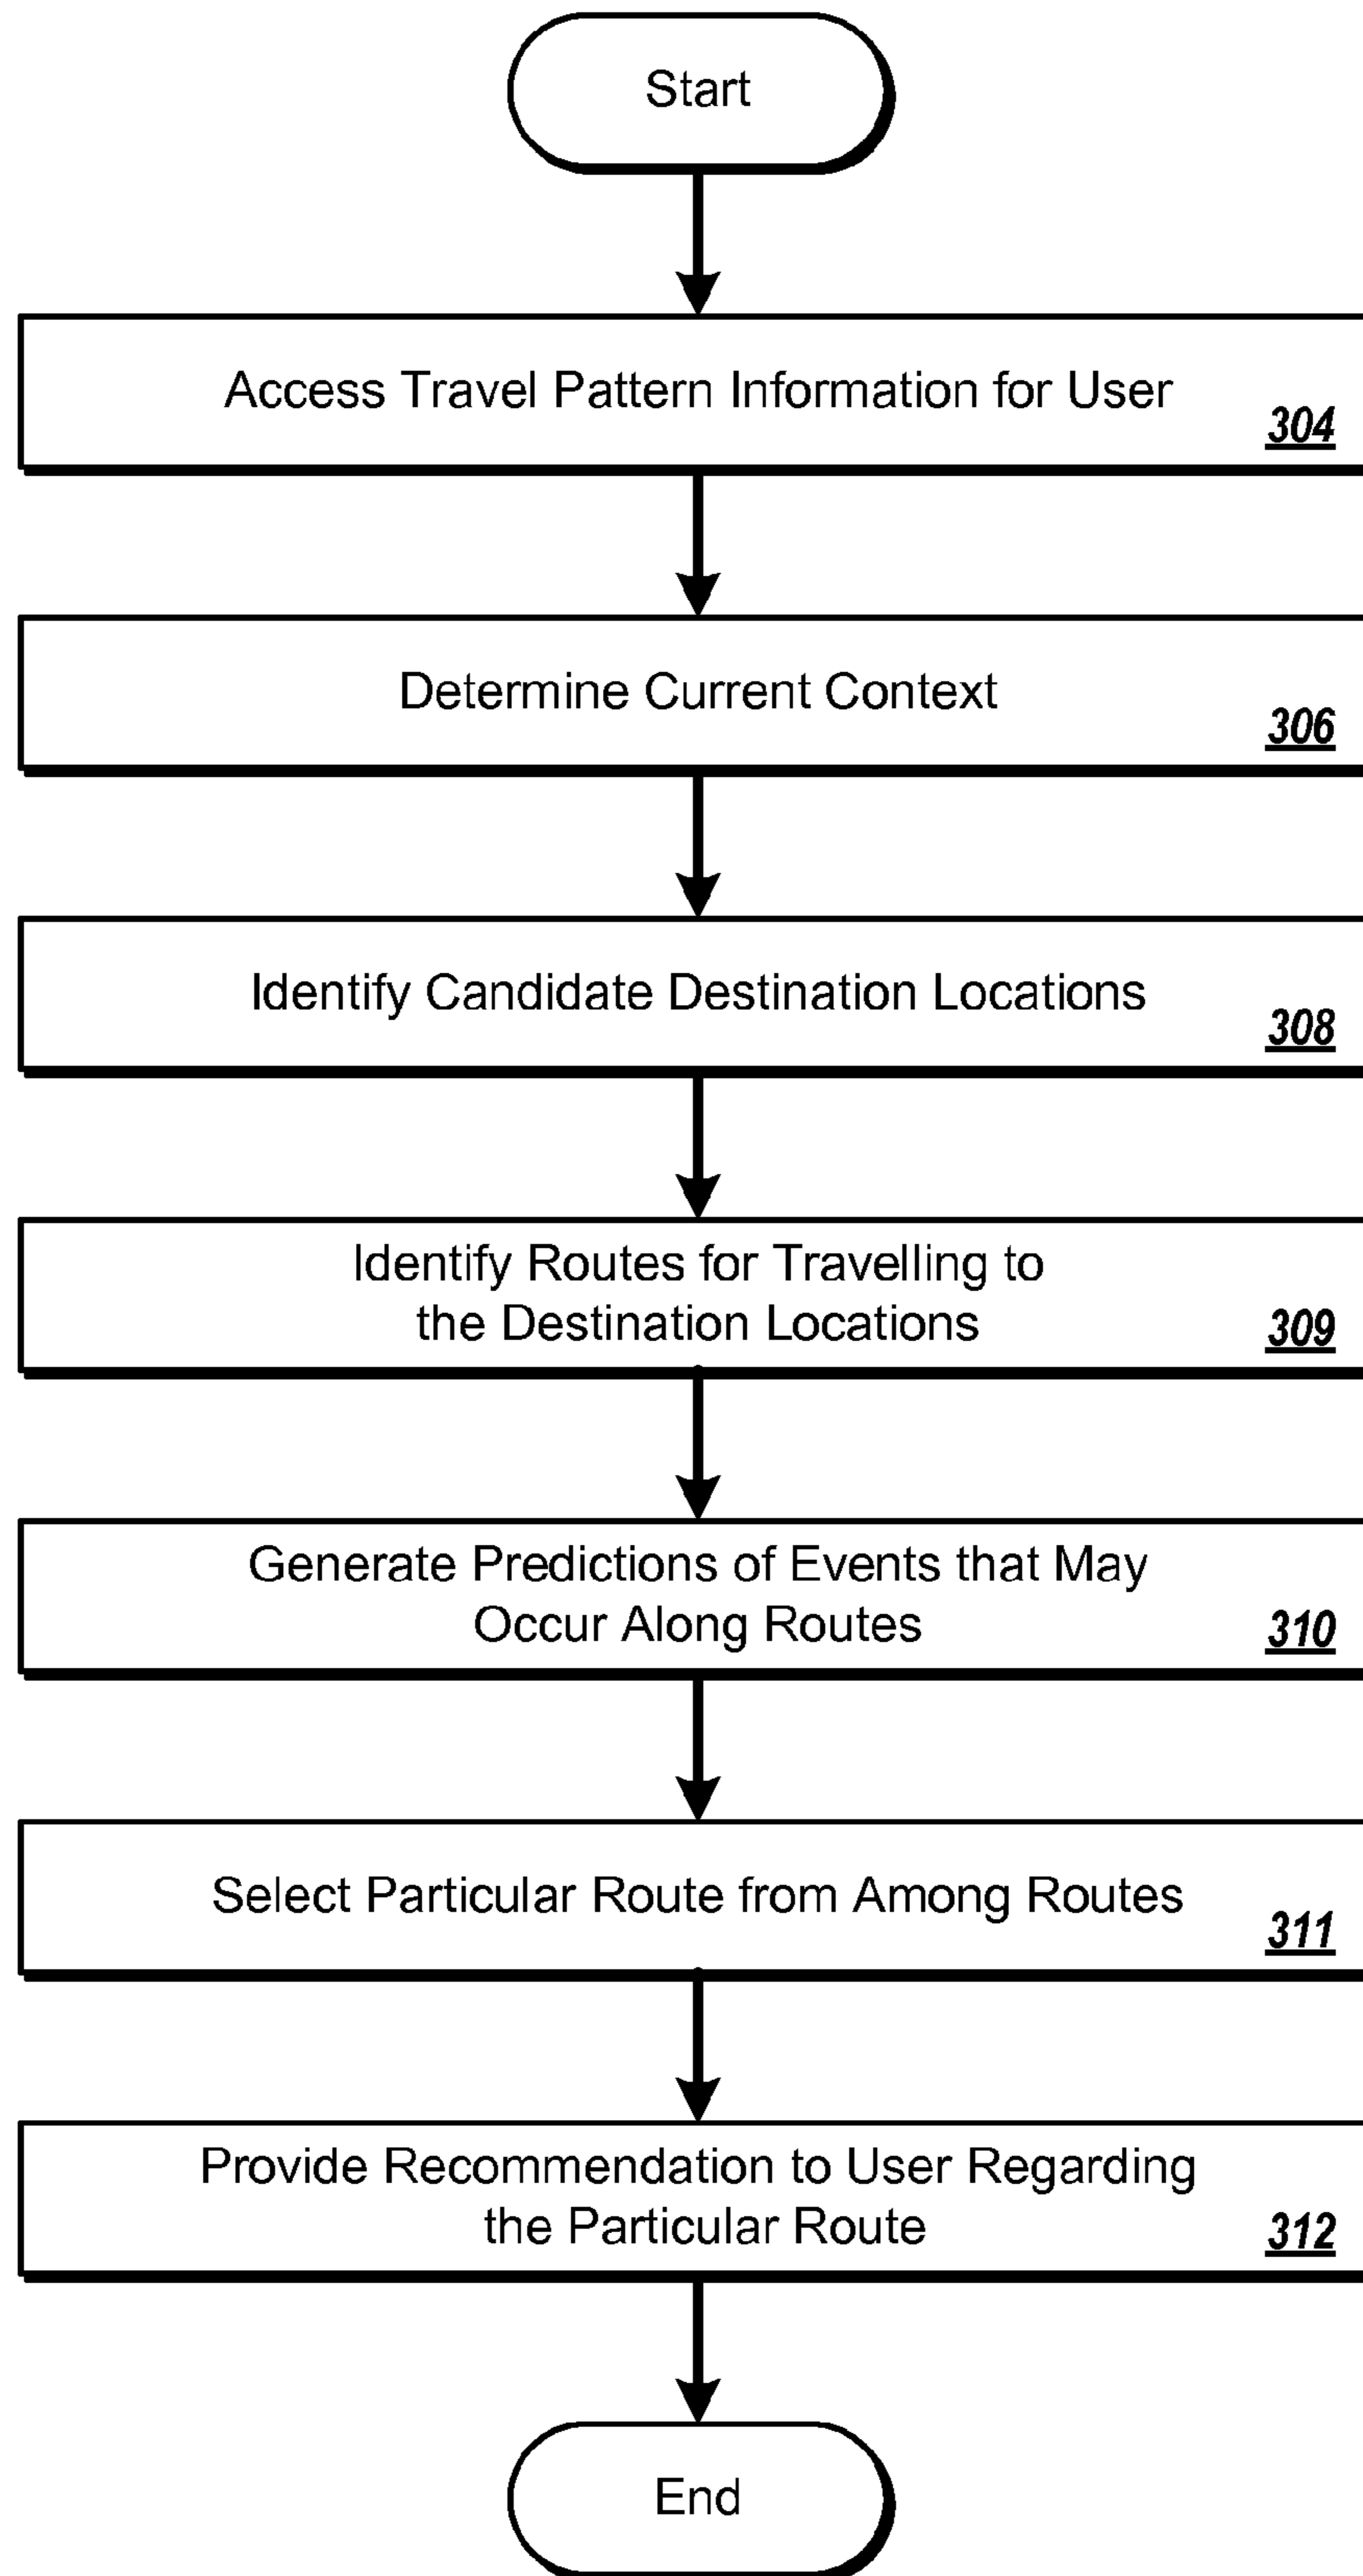 Start
Access Travel Pattern Information for User
304
Determine Current Context
306
Identify Candidate Destination Locations
308
Identify Routes for Travelling to
the Destination Locations
309
Generate Predictions of Events that May
Occur Along Routes
310
Select Particular Route from Among Routes
311
Provide Recommendation to User Regarding
the Particular Route
312
End